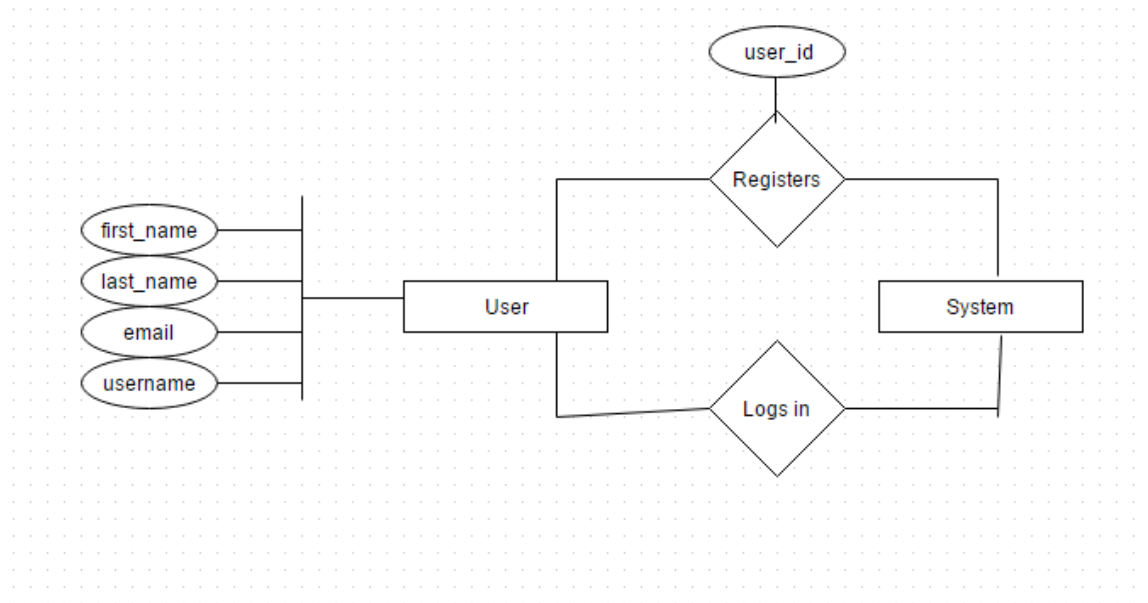 user_id
Registers
first_name
last_name
email
username
User
System
Logs in